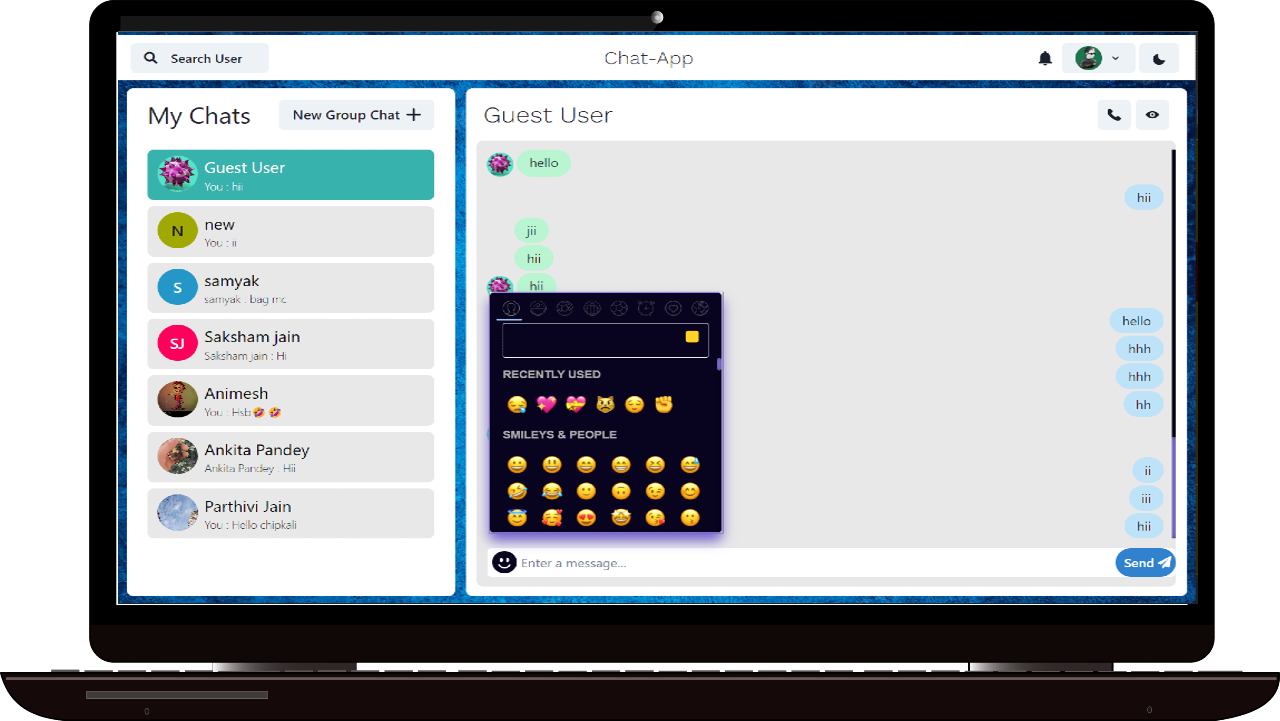 Search User
Chat-App
My Chats
New Group Chat +
Guest User
You : hii
N
new
You : ii
S
samyak
samyak : bag mc
SJ
Saksham jain
Saksham jain : Hi
Animesh
You : Hsb🤣 🤣
Ankita Pandey
Ankita Pandey : Hii
Parthivi Jain
You : Hello chipkali
Guest User
hello
hii
jii
hii
hii
hello
hhh
hhh
hh
ii
iii
hii
RECENTLY USED
SMILEYS & PEOPLE
Enter a message...
Send